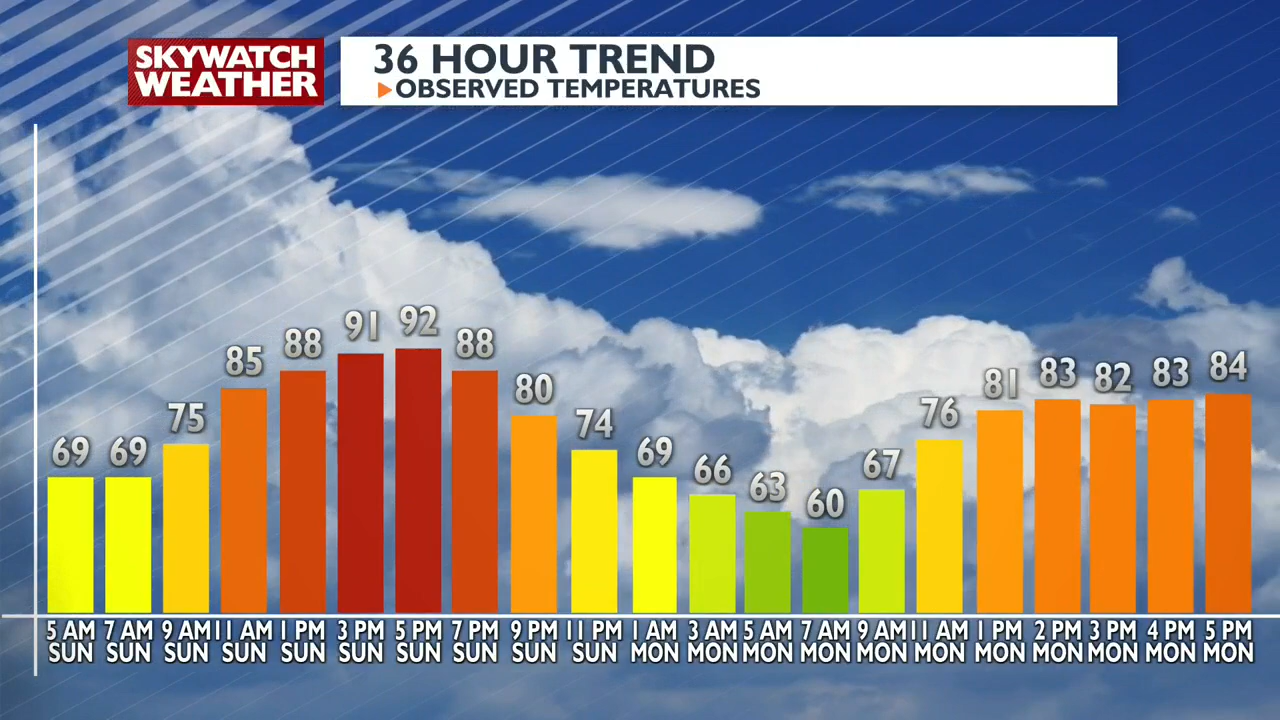 SKYWATCH
WEATHER
36 HOUR TREND
OBSERVED TEMPERATURES
69 69 75 85 88 91 92 88 80 74 69 66 63 60 67 76 81 83 82 83 84
5 AM 7 AM 9 AM 11 AM 1 PM 3 PM 5 PM 7 PM 9 PM 11 PM 1 AM 3 AM 5 AM 7 AM 9 AM 11 AM 1 PM 2 PM 3 PM 4 PM 5 PM
SUN SUN SUN SUN SUN SUN SUN SUN SUN SUN MON MON MON MON MON MON MON MON MON MON MON